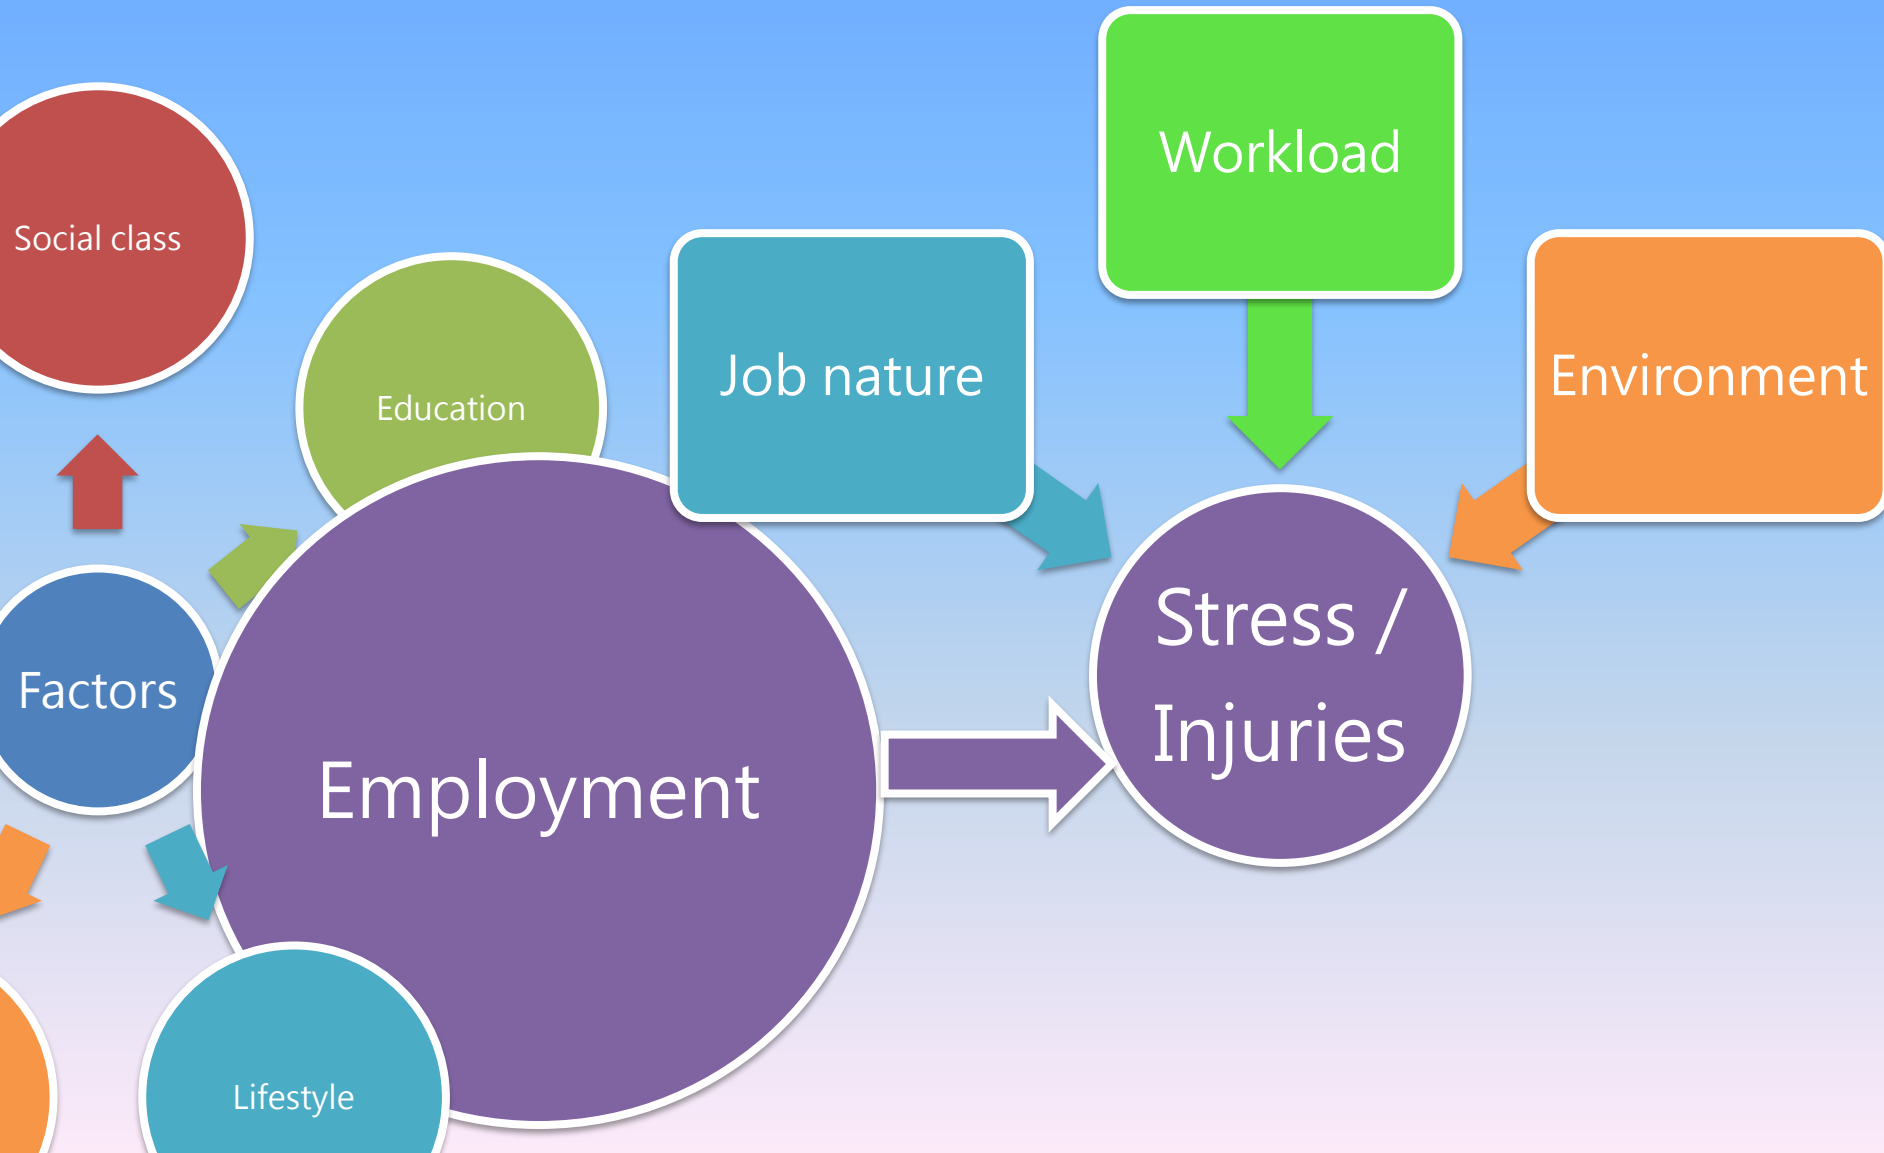 Workload
Social class
Job nature
Environment
Education
Stress /
Injuries
Factors
Employment
Lifestyle